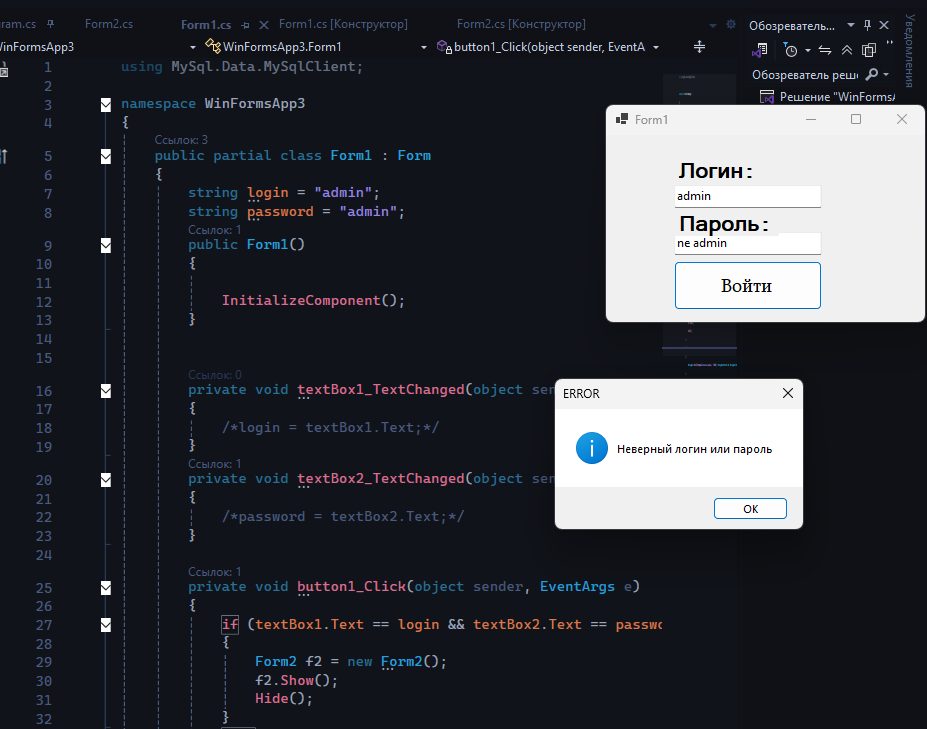 ram.cs Form2.cs Form1.cs Form1.cs [Конструктор] Form2.cs [Конструктор]
WinFormsApp3 WinFormsApp3.Form1 button1_Click(object sender, EventA
Обозреватель...
Уведомления
Обозреватель реше
Решение "WinFormsA
1 using MySql.Data.MySqlClient;
2
3 namespace WinFormsApp3
4 {
Ссылок: 3
5 public partial class Form1 : Form
6 {
7 string login = "admin";
8 string password = "admin";
Ссылок: 1
9 public Form1()
10 {
11
12 InitializeComponent();
13 }
14
15
Ссылок: 0
16 private void textBox1_TextChanged(object sen
17 {
18 /*login = textBox1.Text;*/
19 }
Ссылок: 1
20 private void textBox2_TextChanged(object sen
21 {
22 /*password = textBox2.Text;*/
23 }
24
Ссылок: 1
25 private void button1_Click(object sender, EventArgs e)
26 {
27 if (textBox1.Text == login && textBox2.Text == passwo
28 {
29 Form2 f2 = new Form2();
30 f2.Show();
31 Hide();
32 }
Form1
Логин:
admin
Пароль:
ne admin
Войти
ERROR
Неверный логин или пароль
OK